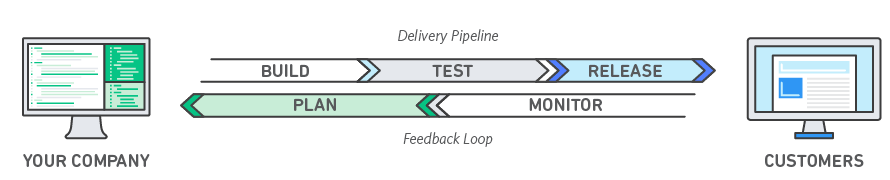 Delivery Pipeline
BUILD TEST RELEASE
PLAN MONITOR
Feedback Loop
YOUR COMPANY CUSTOMERS